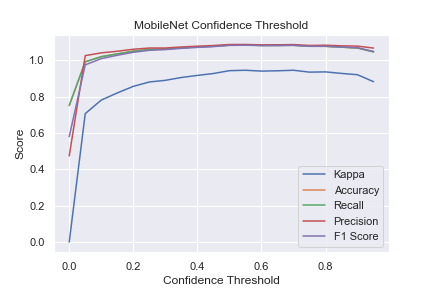 MobileNet Confidence Threshold
Score
1.0
0.8
0.6
0.4
0.2
0.0
Kappa
Accuracy
Recall
Precision
F1 Score
0.0 0.2 0.4 0.6 0.8
Confidence Threshold